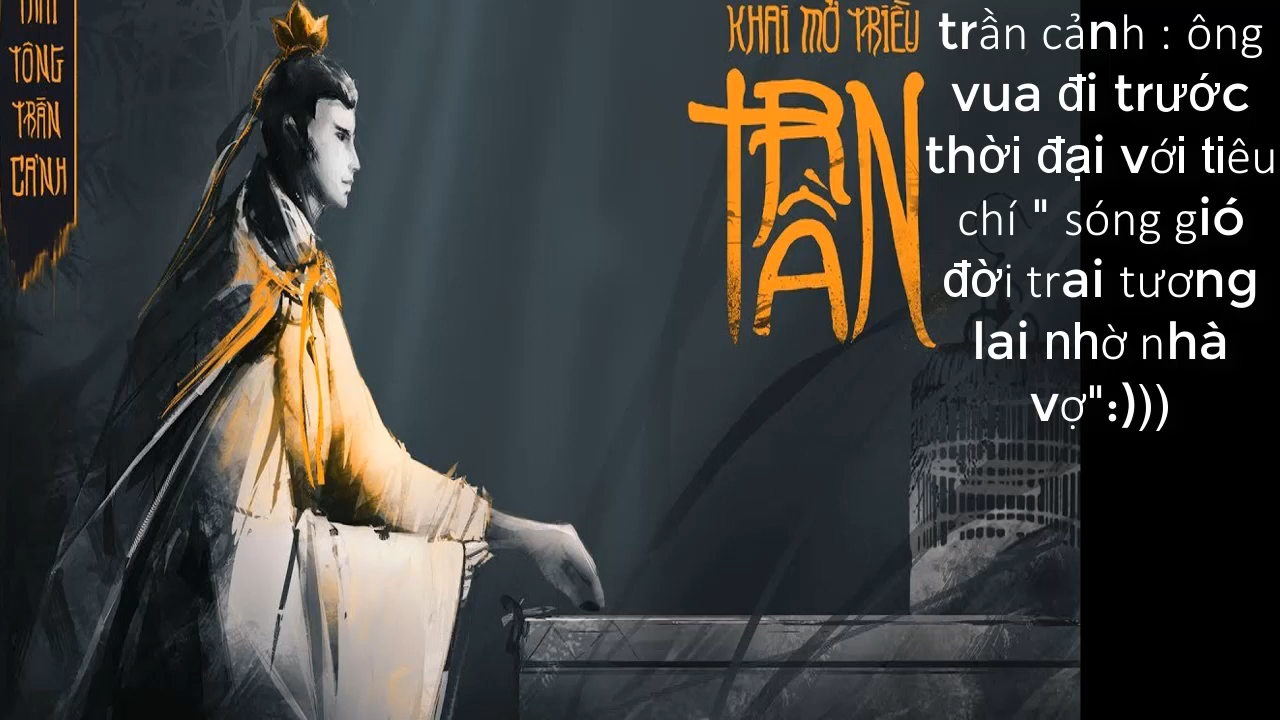 TÔNG
TRẦN
CẢNH
KHAI MỞ TRIỀU
TRẦN
trần cảnh : ông
vua đi trước
thời đại với tiêu
chí " sóng gió
đời trai tương
lai nhờ nhà
vợ":)))